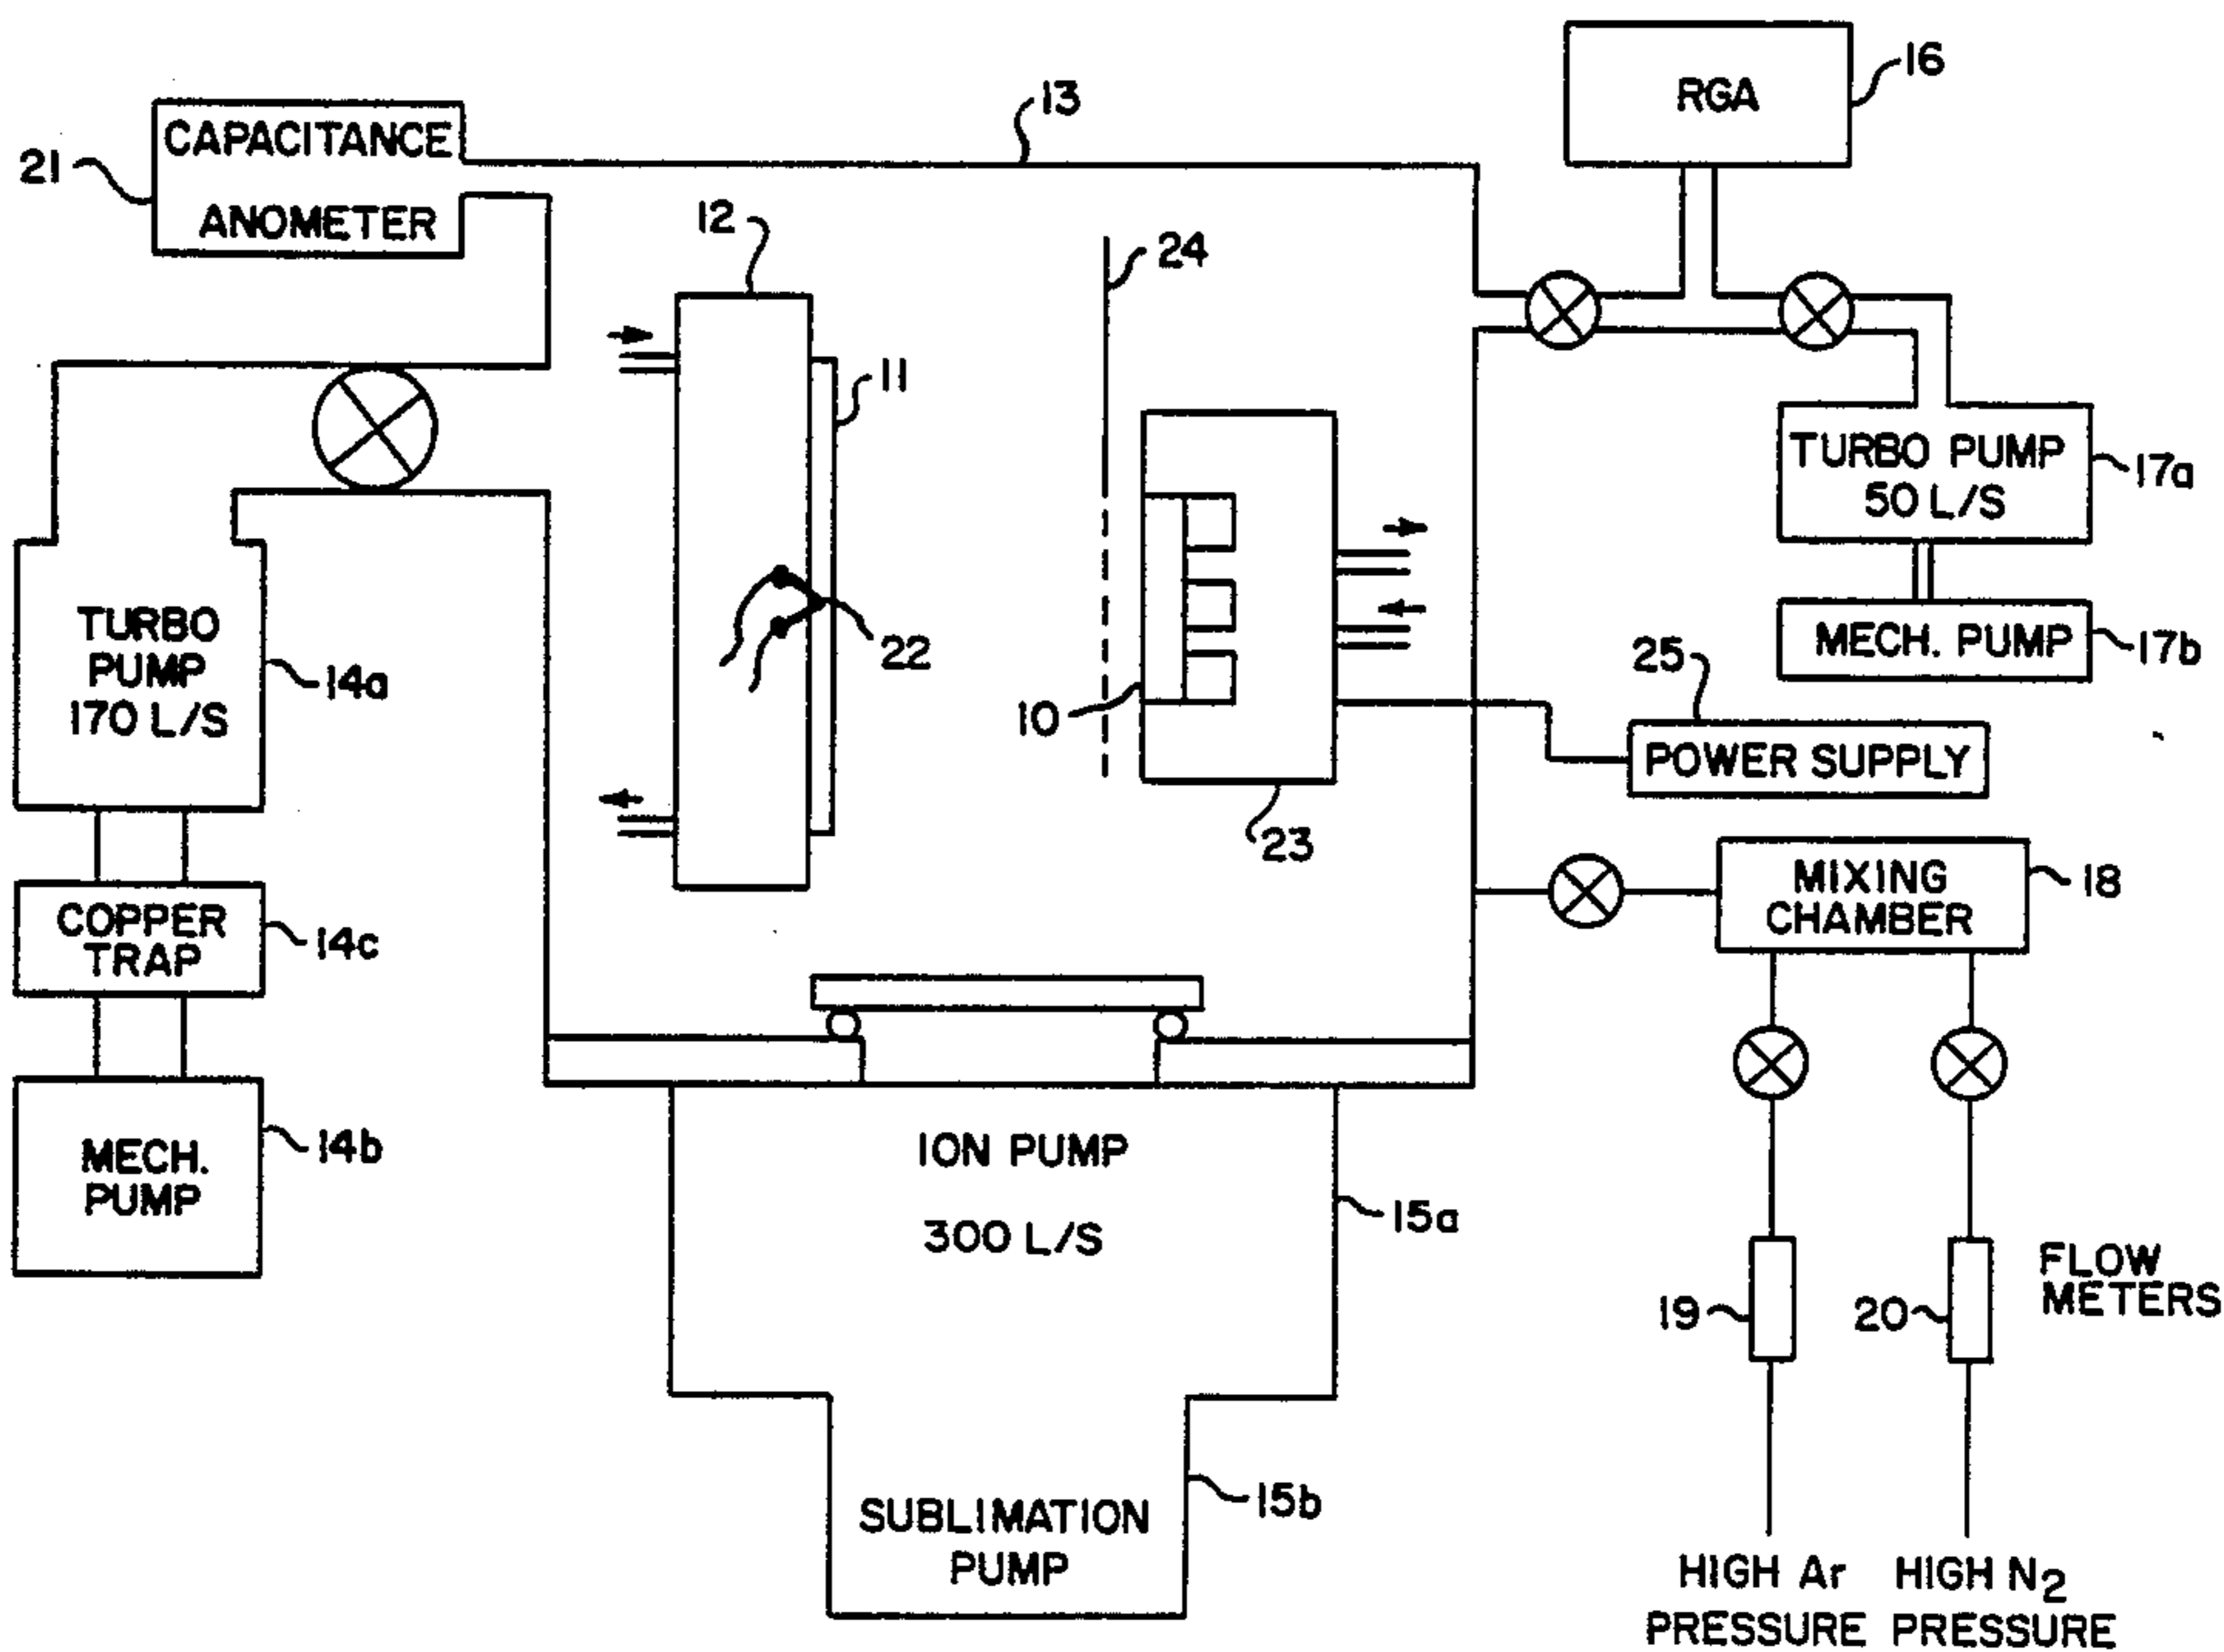 RGA
16
13
CAPACITANCE
ANOMETER
21
12
24
11
TURBO PUMP
50 L/S
17a
MECH. PUMP
17b
TURBO
PUMP
170 L/S
14a
22
10
25
POWER SUPPLY
23
MIXING
CHAMBER
18
COPPER
TRAP
14c
MECH.
PUMP
14b
ION PUMP
300 L/S
15a
FLOW
METERS
19
20
SUBLIMATION
PUMP
15b
HIGH Ar
PRESSURE
HIGH N2
PRESSURE